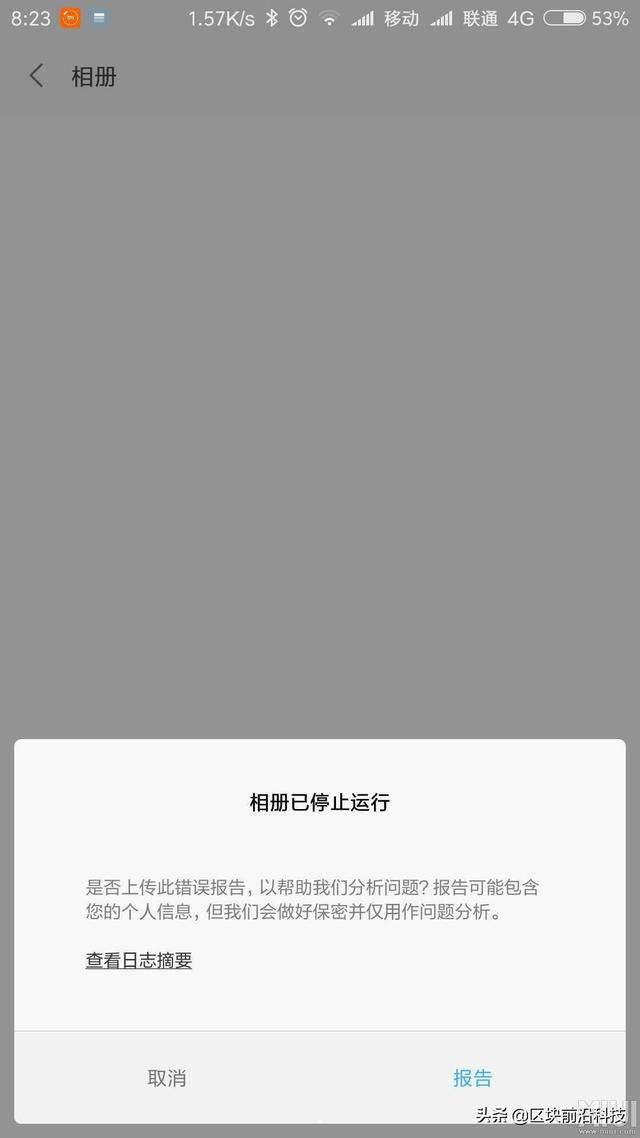 8:23 1.57K/s 移动 联通 4G 53%
相册
相册已停止运行
是否上传此错误报告，以帮助我们分析问题？报告可能包含
您的个人信息，但我们会做好保密并仅用作问题分析。
查看日志摘要
取消 报告
MIUI
头条 @区块前沿科技
www.miui.com